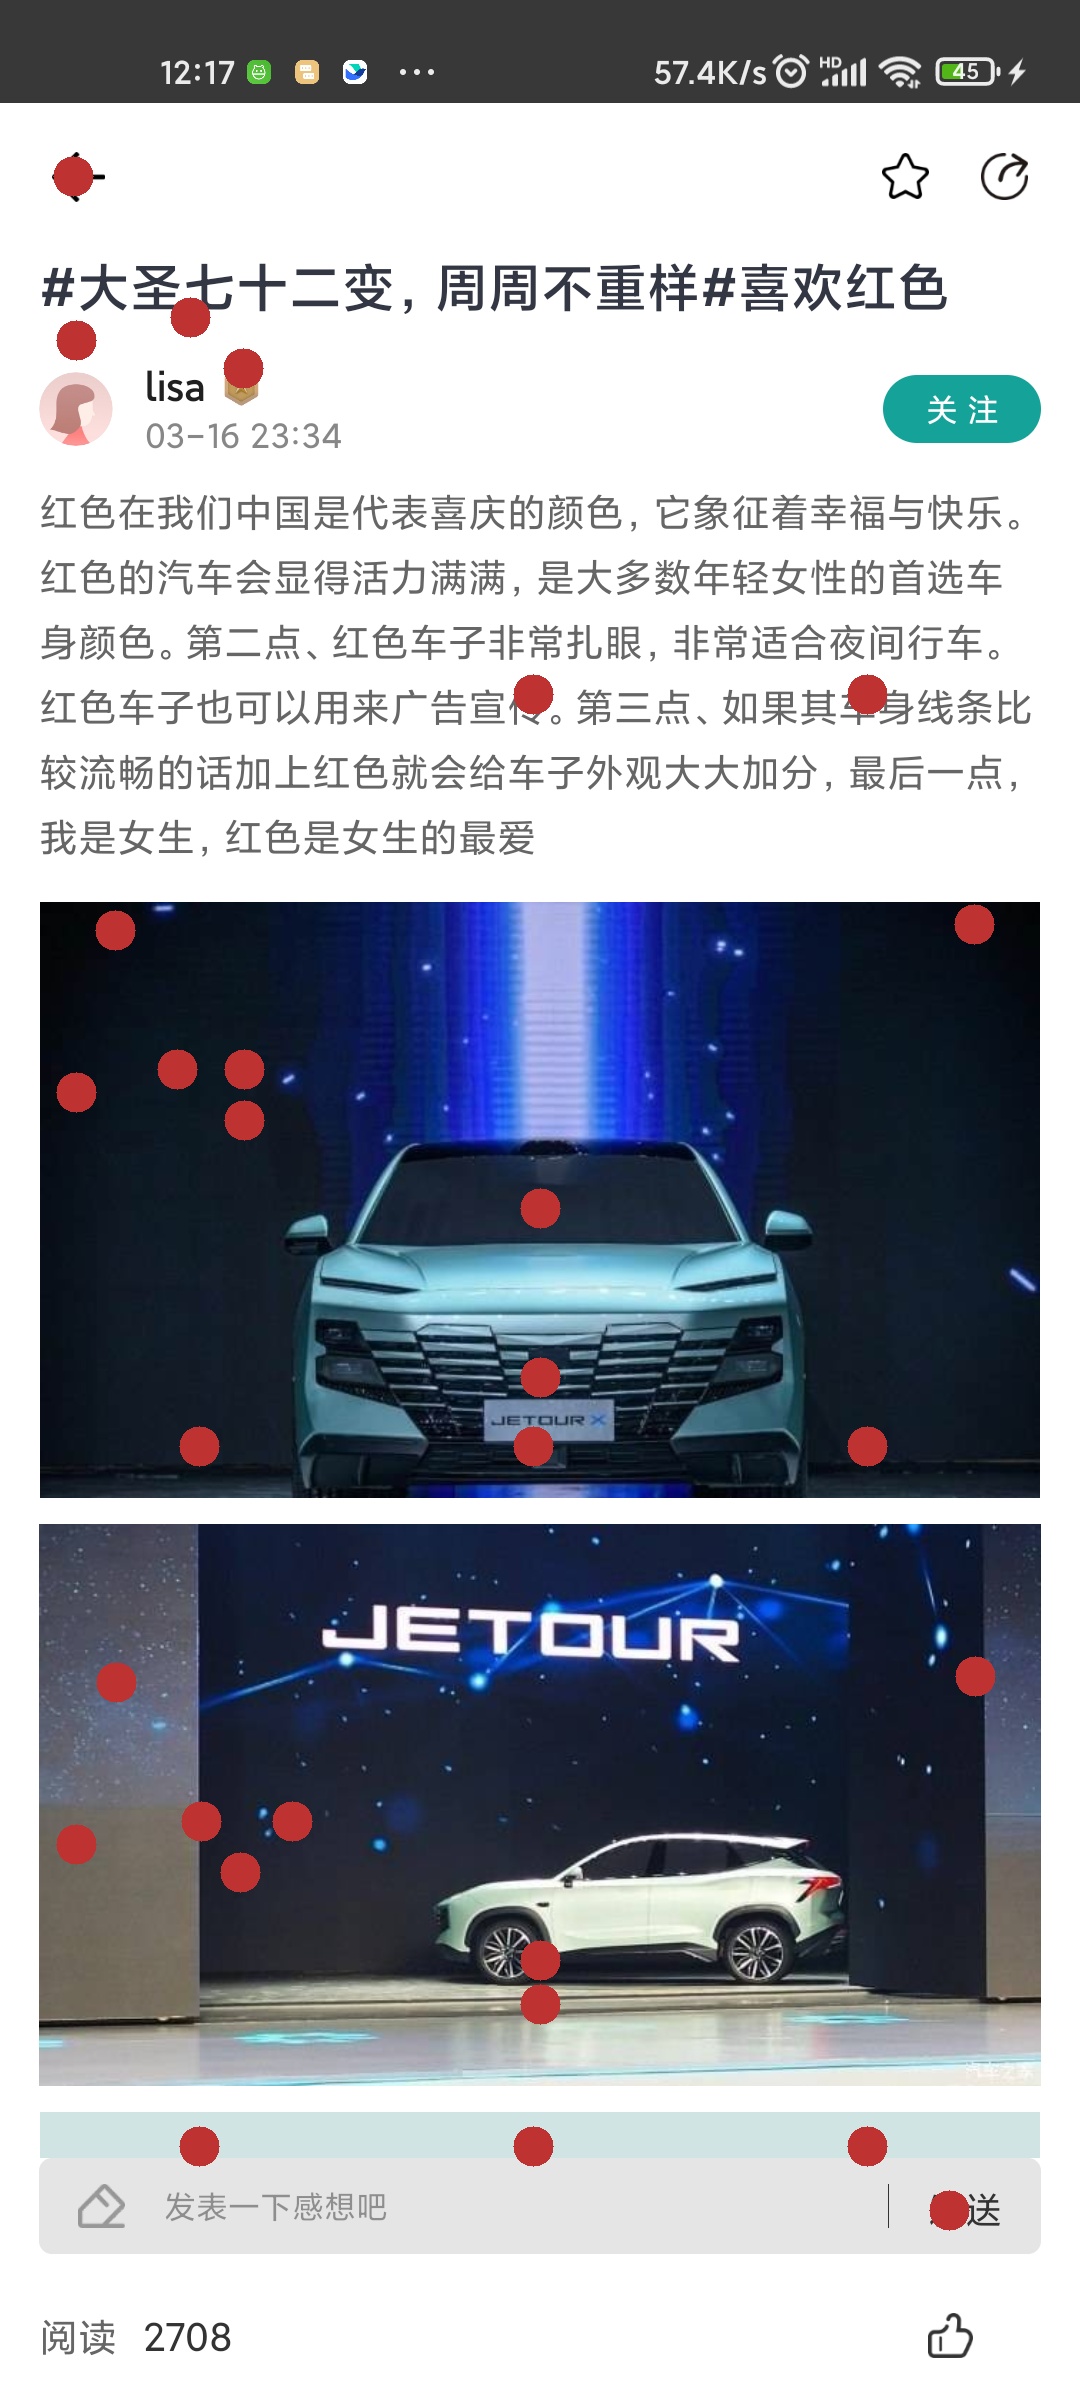 12:17
57.4K/s
HD
45
#大圣七十二变，周周不重样#喜欢红色
lisa
03-16 23:34
关注
红色在我们中国是代表喜庆的颜色，它象征着幸福与快乐。
红色的汽车会显得活力满满，是大多数年轻女性的首选车
身颜色。第二点、红色车子非常扎眼，非常适合夜间行车。
红色车子也可以用来广告宣传。第三点、如果其车身线条比
较流畅的话加上红色就会给车子外观大大加分，最后一点，
我是女生，红色是女生的最爱
JETOUR X
JETOUR
汽车之家
发表一下感想吧
送
阅读 2708